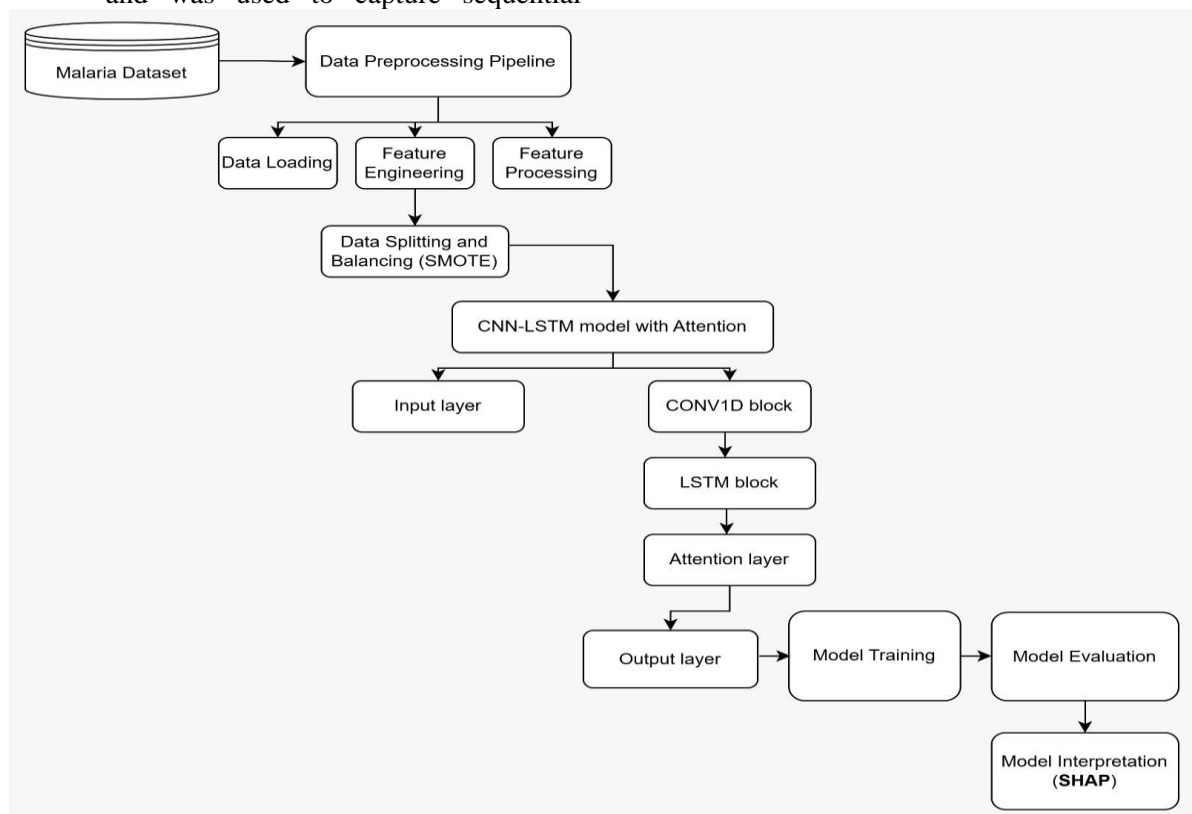 and was used to capture sequential
Malaria Dataset
Data Preprocessing Pipeline
Data Loading
Feature
Engineering
Feature
Processing
Data Splitting and
Balancing (SMOTE)
CNN-LSTM model with Attention
Input layer
CONV1D block
LSTM block
Attention layer
Output layer
Model Training
Model Evaluation
Model Interpretation
(SHAP)